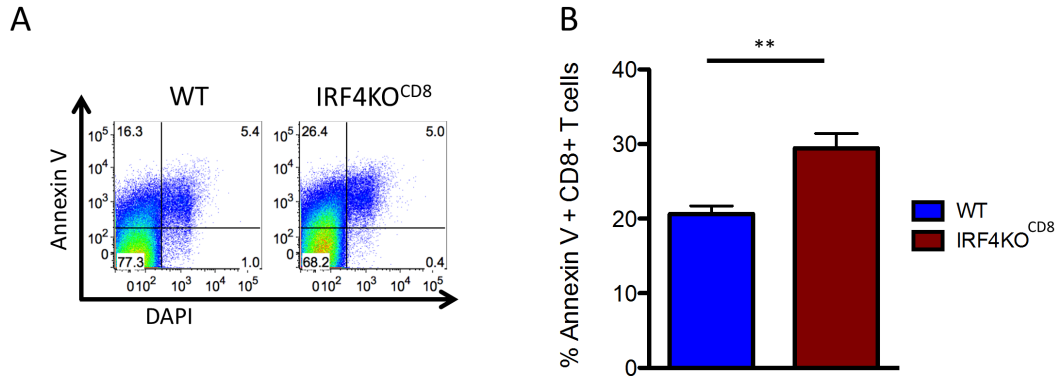 A
WT
IRF4KO^CD8
Annexin V
10^5
10^4
10^3
10^2
0
16.3
5.4
77.3
1.0
0 10^2 10^3 10^4 10^5
10^5
10^4
10^3
10^2
0
26.4
5.0
68.2
0.4
0 10^2 10^3 10^4 10^5
DAPI
B
**
% Annexin V + CD8+ T cells
40
30
20
10
0
WT
IRF4KO^CD8